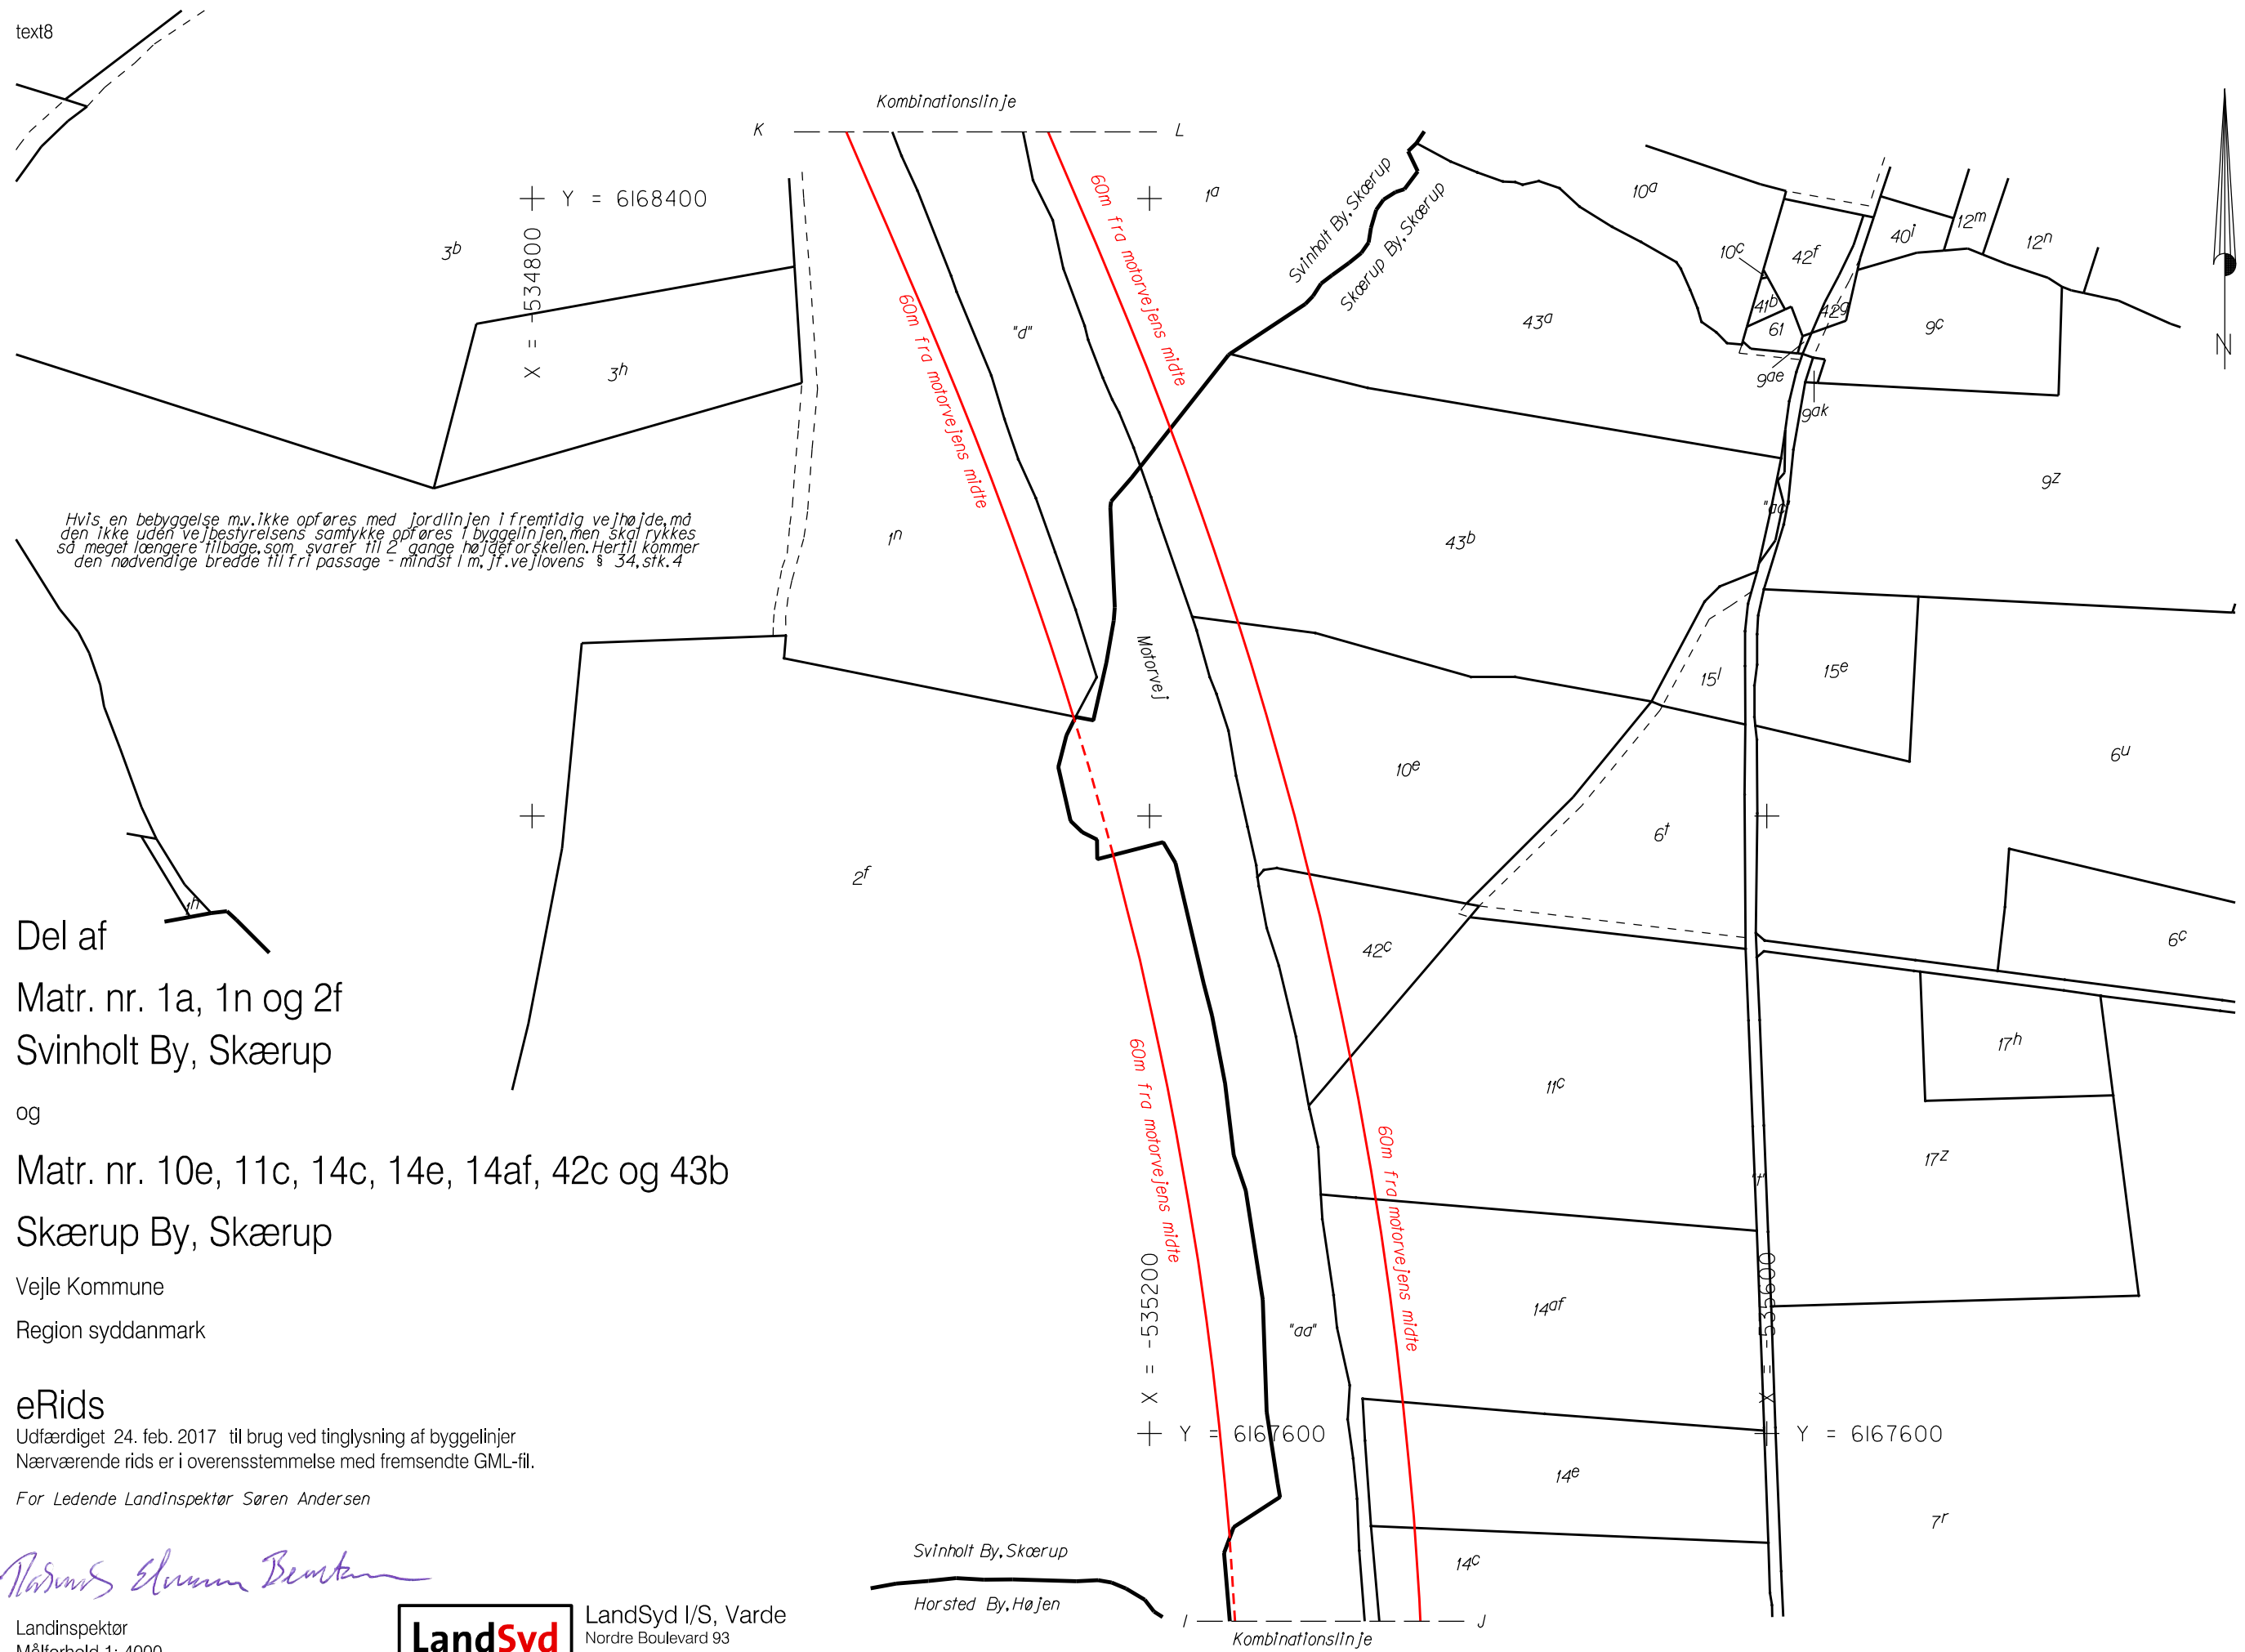 text8
Kombinationslinje
K
L
Y = 6168400
X = -534800
3b
3h
1a
"d"
60m fra motorvejens midte
60m fra motorvejens midte
Svinholt By, Skærup
Skærup By, Skærup
10a
10c
42f
40i
12m
12n
41b
61
42g
9c
43a
9ae
9ak
9z
N
Hvis en bebyggelse m.v. ikke opføres med jordlinjen i fremtidig vejhøjde, må
den ikke uden vejbestyrelsens samtykke opføres i byggelinjen, men skal rykkes
så meget længere tilbage, som svarer til 2 gange højdeforskellen. Hertil kommer
den nødvendige bredde til fri passage - mindst 1 m, jf. vejlovens § 34, stk. 4
1n
43b
Motorvej
15l
15e
10e
6u
6t
2f
1h
42c
6c
Del af
Matr. nr. 1a, 1n og 2f
Svinholt By, Skærup
og
Matr. nr. 10e, 11c, 14c, 14e, 14af, 42c og 43b
Skærup By, Skærup
Vejle Kommune
Region syddanmark
60m fra motorvejens midte
60m fra motorvejens midte
17h
11c
17z
X = -535200
X = -535600
"aa"
14af
Y = 6167600
Y = 6167600
14e
7r
14c
eRids
Udfærdiget 24. feb. 2017 til brug ved tinglysning af byggelinjer
Nærværende rids er i overensstemmelse med fremsendte GML-fil.
For Ledende Landinspektør Søren Andersen
Svinholt By, Skærup
Horsted By, Højen
I
J
Kombinationslinje
Landinspektør
Målforhold 1: 4000
LandSyd
LandSyd I/S, Varde
Nordre Boulevard 93